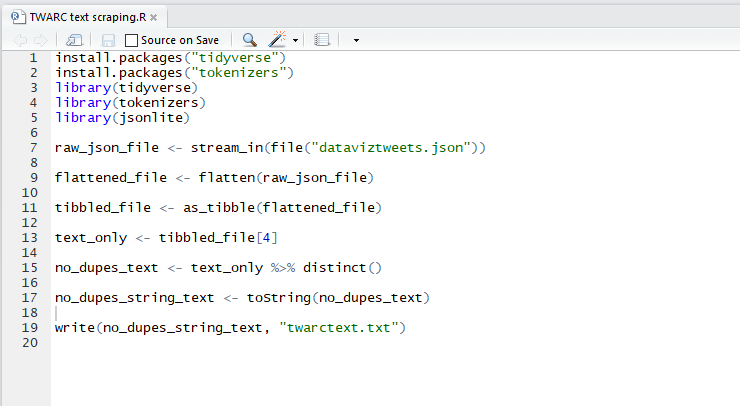 TWARC text scraping.R
Source on Save
1 install.packages("tidyverse")
2 install.packages("tokenizers")
3 library(tidyverse)
4 library(tokenizers)
5 library(jsonlite)
6
7 raw_json_file <- stream_in(file("dataviztweets.json"))
8
9 flattened_file <- flatten(raw_json_file)
10
11 tibbled_file <- as_tibble(flattened_file)
12
13 text_only <- tibbled_file[4]
14
15 no_dupes_text <- text_only %>% distinct()
16
17 no_dupes_string_text <- toString(no_dupes_text)
18
19 write(no_dupes_string_text, "twarctext.txt")
20